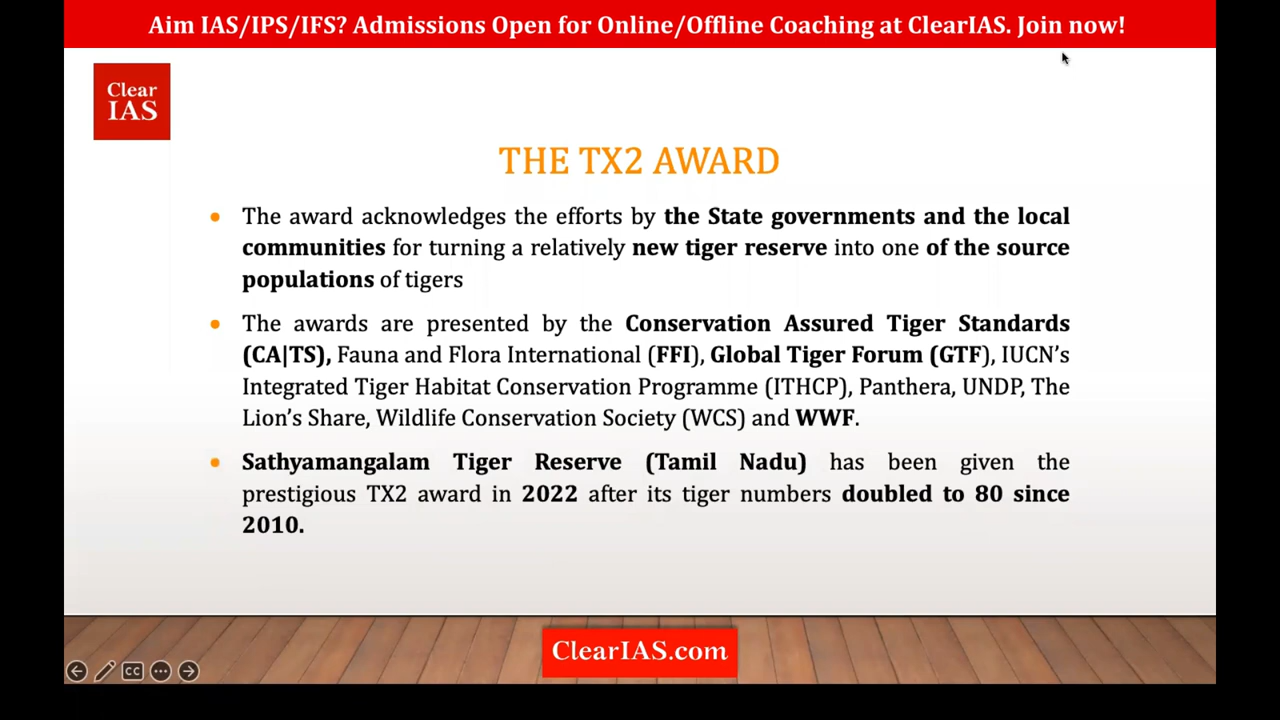 Aim IAS/IPS/IFS? Admissions Open for Online/Offline Coaching at ClearIAS. Join now!
Clear
IAS
THE TX2 AWARD
• The award acknowledges the efforts by the State governments and the local
communities for turning a relatively new tiger reserve into one of the source
populations of tigers
• The awards are presented by the Conservation Assured Tiger Standards
(CA|TS), Fauna and Flora International (FFI), Global Tiger Forum (GTF), IUCN's
Integrated Tiger Habitat Conservation Programme (ITHCP), Panthera, UNDP, The
Lion's Share, Wildlife Conservation Society (WCS) and WWF.
• Sathyamangalam Tiger Reserve (Tamil Nadu) has been given the
prestigious TX2 award in 2022 after its tiger numbers doubled to 80 since
2010.
ClearIAS.com
CC